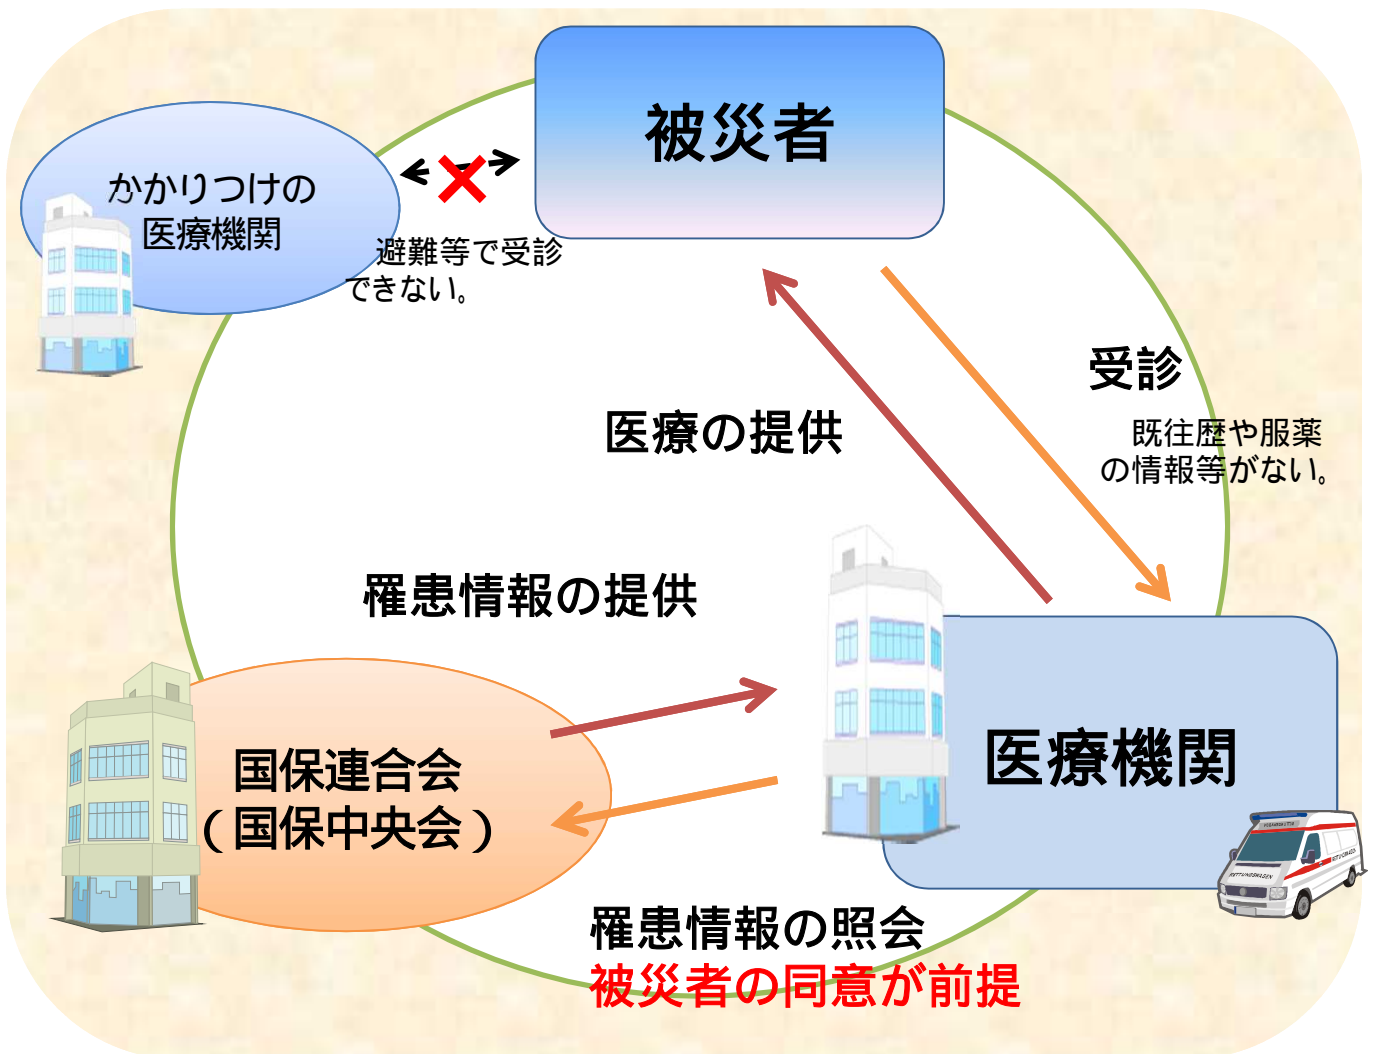 被災者
かかりつけの
医療機関
避難等で受診
できない。
受診
既往歴や服薬
の情報等がない。
医療の提供
罹患情報の提供
国保連合会
（国保中央会）
医療機関
RETTUNGSWAGEN
RETTUNGSWAGEN
罹患情報の照会
被災者の同意が前提